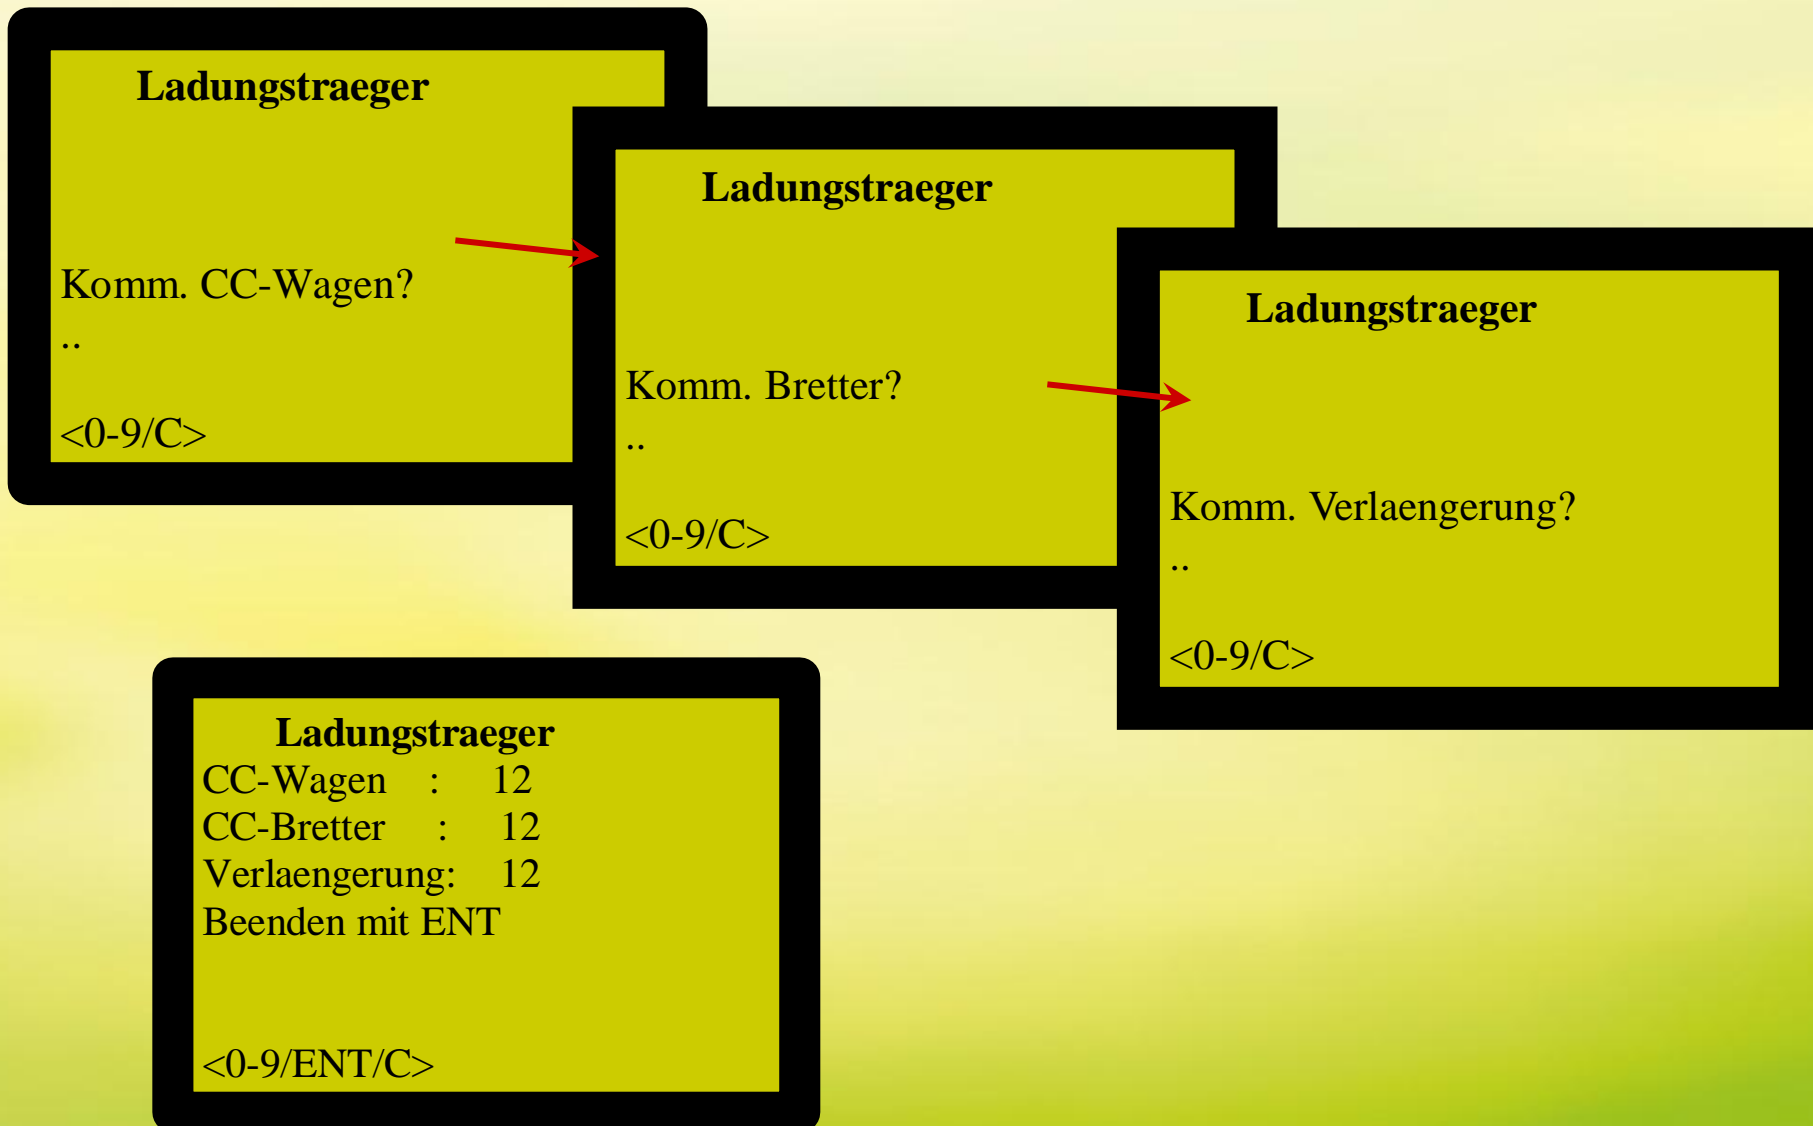 Ladungstraeger
Komm. CC-Wagen?
..
<0-9/C>
Ladungstraeger
Komm. Bretter?
..
<0-9/C>
Ladungstraeger
Komm. Verlaengerung?
..
<0-9/C>
Ladungstraeger
CC-Wagen : 12
CC-Bretter : 12
Verlaengerung: 12
Beenden mit ENT
<0-9/ENT/C>